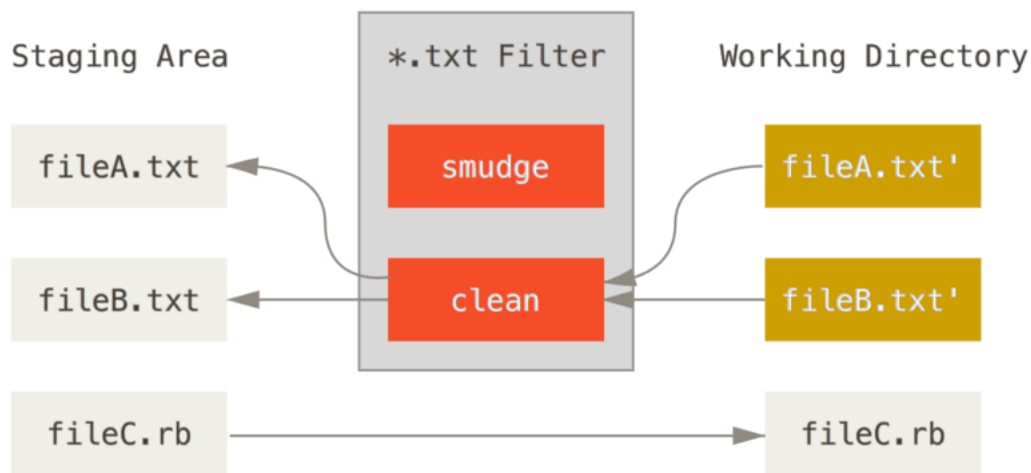 Staging Area
*.txt Filter
Working Directory
fileA.txt
smudge
fileA.txt'
fileB.txt
clean
fileB.txt'
fileC.rb
fileC.rb